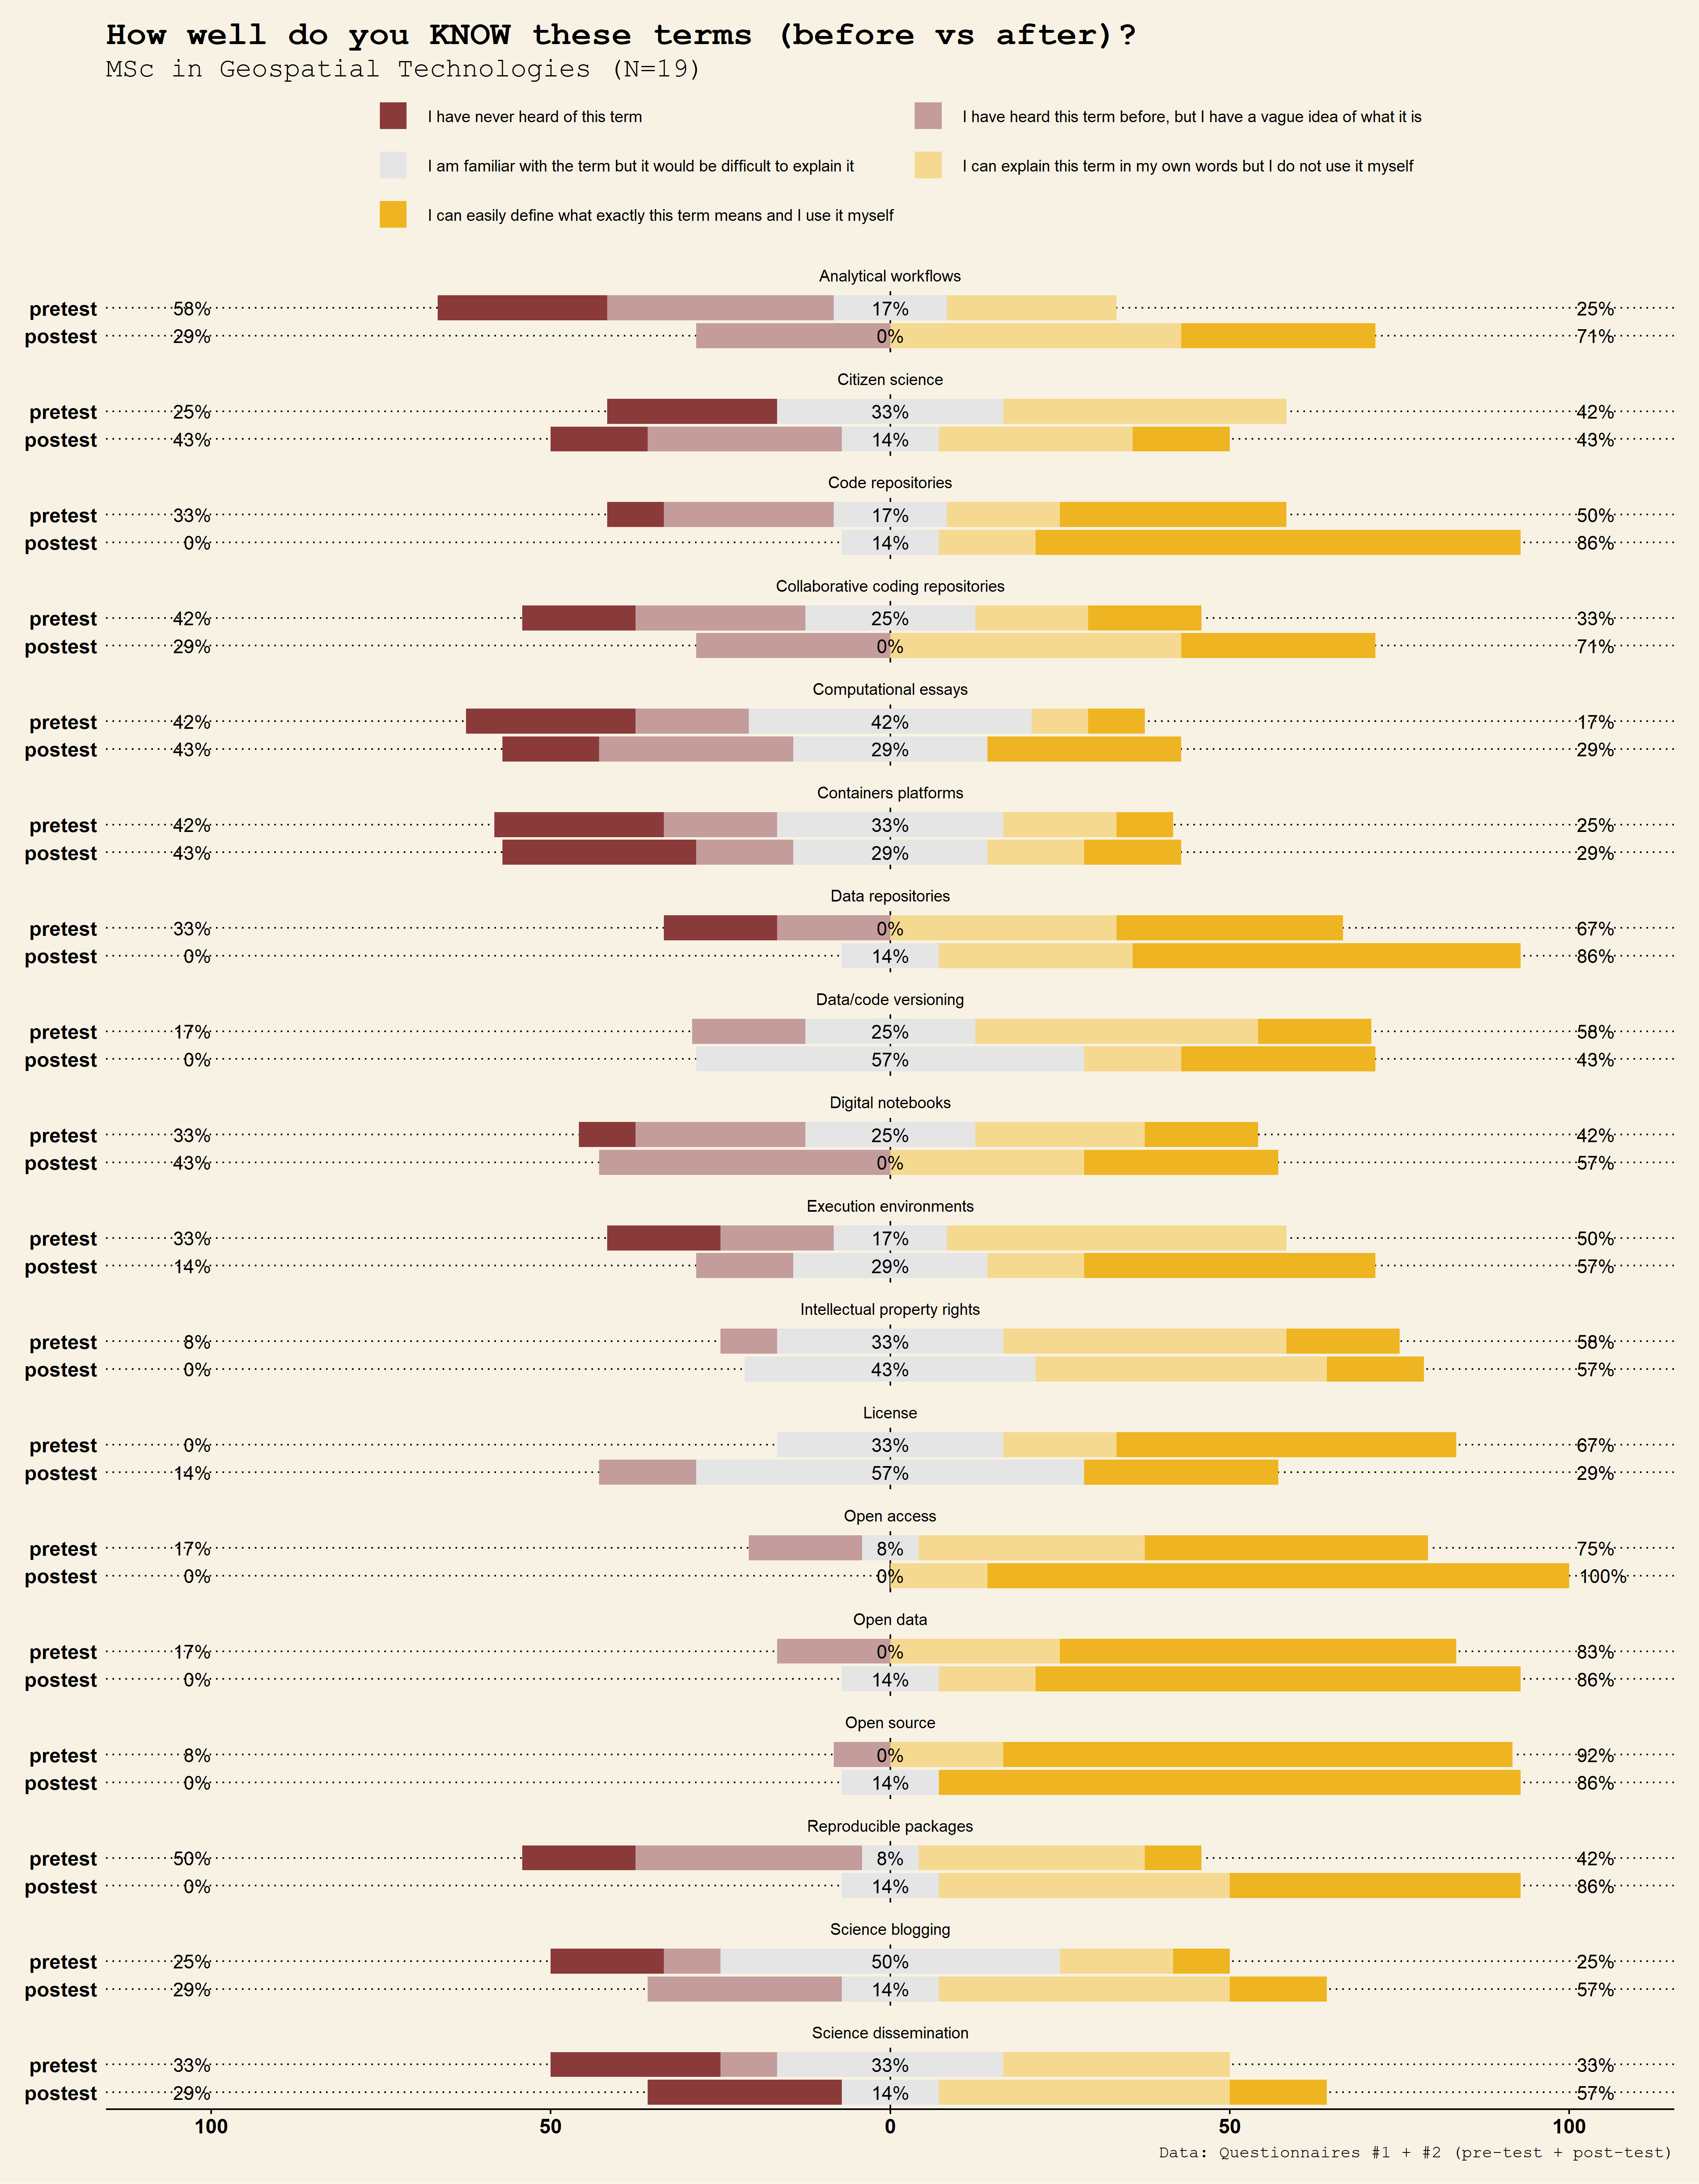 How well do you KNOW these terms (before vs after)?
MSc in Geospatial Technologies (N=19)
I have never heard of this term
I have heard this term before, but I have a vague idea of what it is
I am familiar with the term but it would be difficult to explain it
I can explain this term in my own words but I do not use it myself
I can easily define what exactly this term means and I use it myself
Analytical workflows
pretest 58% 17% 25%
postest 29% 0% 71%
Citizen science
pretest 25% 33% 42%
postest 43% 14% 43%
Code repositories
pretest 33% 17% 50%
postest 0% 14% 86%
Collaborative coding repositories
pretest 42% 25% 33%
postest 29% 0% 71%
Computational essays
pretest 42% 42% 17%
postest 43% 29% 29%
Containers platforms
pretest 42% 33% 25%
postest 43% 29% 29%
Data repositories
pretest 33% 0% 67%
postest 0% 14% 86%
Data/code versioning
pretest 17% 25% 58%
postest 0% 57% 43%
Digital notebooks
pretest 33% 25% 42%
postest 43% 0% 57%
Execution environments
pretest 33% 17% 50%
postest 14% 29% 57%
Intellectual property rights
pretest 8% 33% 58%
postest 0% 43% 57%
License
pretest 0% 33% 67%
postest 14% 57% 29%
Open access
pretest 17% 8% 75%
postest 0% 0% 100%
Open data
pretest 17% 0% 83%
postest 0% 14% 86%
Open source
pretest 8% 0% 92%
postest 0% 14% 86%
Reproducible packages
pretest 50% 8% 42%
postest 0% 14% 86%
Science blogging
pretest 25% 50% 25%
postest 29% 14% 57%
Science dissemination
pretest 33% 33% 33%
postest 29% 14% 57%
100 50 0 50 100
Data: Questionnaires #1 + #2 (pre-test + post-test)